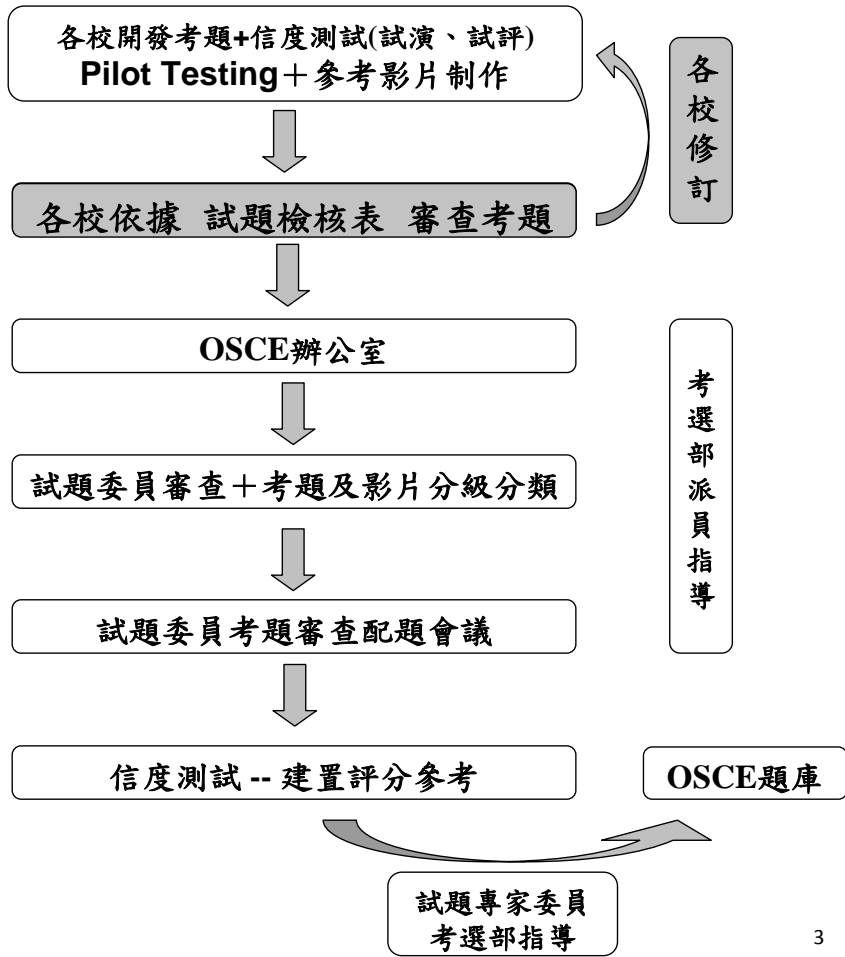 各校開發考題+信度測試(試演、試評)
Pilot Testing＋參考影片制作
各校修訂
各校依據 試題檢核表 審查考題
OSCE辦公室
考選部派員指導
試題委員審查＋考題及影片分級分類
試題委員考題審查配題會議
信度測試 -- 建置評分參考
OSCE題庫
試題專家委員
考選部指導
3